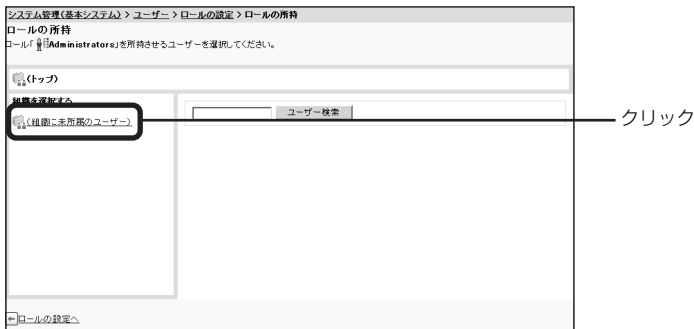 システム管理(基本システム) > ユーザー > ロールの設定 > ロールの所持
ロールの所持
ロール「Administrators」を所持させるユーザーを選択してください。
(トップ)
組織を選択する
(組織に未所属のユーザー)
ユーザー検索
クリック
ロールの設定へ